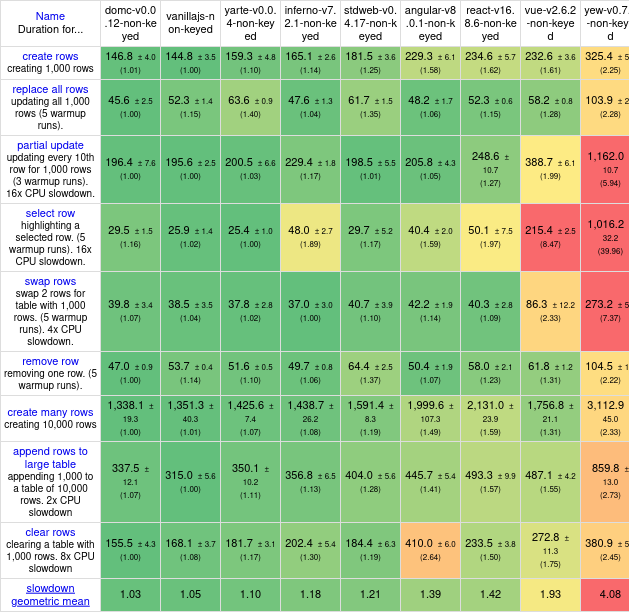 Name
Duration for...
domc-v0.0
.12-non-ke
yed
vanillajs-n
on-keyed
yarte-v0.0.
4-non-key
ed
inferno-v7.
2.1-non-ke
yed
stdweb-v0.
4.17-non-k
eyed
angular-v8
.0.1-non-k
eyed
react-v16.
8.6-non-ke
yed
vue-v2.6.2
-non-keye
d
yew-v0.7.
non-key
ed
create rows
creating 1,000 rows
146.8 ± 4.0
(1.01)
144.8 ± 3.5
(1.00)
159.3 ± 4.8
(1.10)
165.1 ± 2.6
(1.14)
181.5 ± 3.6
(1.25)
229.3 ± 6.1
(1.58)
234.6 ± 5.7
(1.62)
232.6 ± 3.6
(1.61)
325.4 ± 5
(2.25)
replace all rows
updating all 1,000
rows (5 warmup
runs).
45.6 ± 2.5
(1.00)
52.3 ± 1.4
(1.15)
63.6 ± 0.9
(1.40)
47.6 ± 1.3
(1.04)
61.7 ± 1.5
(1.35)
48.2 ± 1.7
(1.06)
52.3 ± 0.6
(1.15)
58.2 ± 0.8
(1.28)
103.9 ± 2
(2.28)
partial update
updating every 10th
row for 1,000 rows
(3 warmup runs).
16x CPU slowdown.
196.4 ± 7.6
(1.00)
195.6 ± 2.5
(1.00)
200.5 ± 6.6
(1.03)
229.4 ± 1.8
(1.17)
198.5 ± 5.5
(1.01)
205.8 ± 4.3
(1.05)
248.6 ±
10.7
(1.27)
388.7 ± 6.1
(1.99)
1,162.0
10.7
(5.94)
select row
highlighting a
selected row. (5
warmup runs). 16x
CPU slowdown.
29.5 ± 1.5
(1.16)
25.9 ± 1.4
(1.02)
25.4 ± 1.0
(1.00)
48.0 ± 2.7
(1.89)
29.7 ± 5.2
(1.17)
40.4 ± 2.0
(1.59)
50.1 ± 7.5
(1.97)
215.4 ± 2.5
(8.47)
1,016.2
32.2
(39.96)
swap rows
swap 2 rows for
table with 1,000
rows. (5 warmup
runs). 4x CPU
slowdown.
39.8 ± 3.4
(1.07)
38.5 ± 3.5
(1.04)
37.8 ± 2.8
(1.02)
37.0 ± 3.0
(1.00)
40.7 ± 3.9
(1.10)
42.2 ± 1.9
(1.14)
40.3 ± 2.8
(1.09)
86.3 ± 12.2
(2.33)
273.2 ± 5
(7.37)
remove row
removing one row. (5
warmup runs).
47.0 ± 0.9
(1.00)
53.7 ± 0.4
(1.14)
51.6 ± 0.5
(1.10)
49.7 ± 0.8
(1.06)
64.4 ± 2.5
(1.37)
50.4 ± 1.9
(1.07)
58.0 ± 2.1
(1.23)
61.8 ± 1.2
(1.31)
104.5 ± 1
(2.22)
create many rows
creating 10,000 rows
1,338.1 ±
19.3
(1.00)
1,351.3 ±
40.3
(1.01)
1,425.6 ±
7.4
(1.07)
1,438.7 ±
26.2
(1.08)
1,591.4 ±
8.3
(1.19)
1,999.6 ±
107.3
(1.49)
2,131.0 ±
23.9
(1.59)
1,756.8 ±
21.1
(1.31)
3,112.9
45.0
(2.33)
append rows to
large table
appending 1,000 to
a table of 10,000
rows. 2x CPU
slowdown
337.5 ±
12.1
(1.07)
315.0 ± 5.6
(1.00)
350.1 ±
10.2
(1.11)
356.8 ± 6.5
(1.13)
404.0 ± 5.6
(1.28)
445.7 ± 5.4
(1.41)
493.3 ± 9.9
(1.57)
487.1 ± 4.2
(1.55)
859.8 ±
13.0
(2.73)
clear rows
clearing a table with
1,000 rows. 8x CPU
slowdown
155.5 ± 4.3
(1.00)
168.1 ± 3.7
(1.08)
181.7 ± 3.1
(1.17)
202.4 ± 5.4
(1.30)
184.4 ± 6.3
(1.19)
410.0 ± 6.0
(2.64)
233.5 ± 3.8
(1.50)
272.8 ±
11.3
(1.75)
380.9 ± 5
(2.45)
slowdown
geometric mean
1.03
1.05
1.10
1.18
1.21
1.39
1.42
1.93
4.08